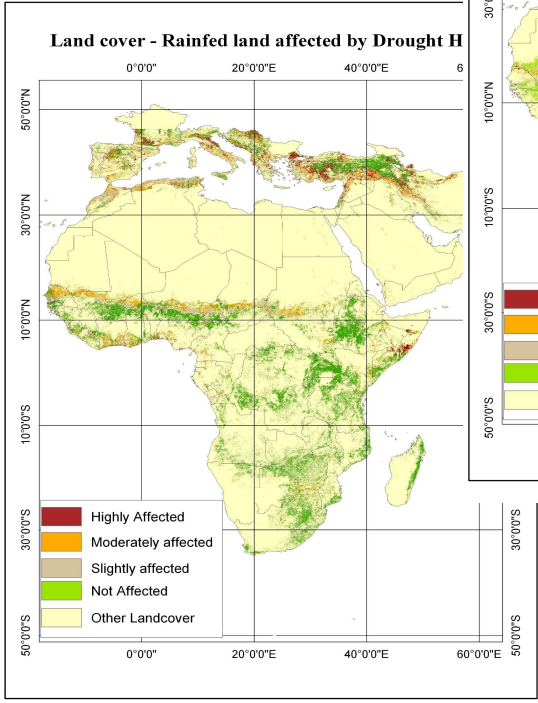 Land cover - Rainfed land affected by Drought H
0°0'0" 20°0'0"E 40°0'0"E 6
50°0'0"N
30°0'0"N
10°0'0"N
10°0'0"S
30°0'0"S
50°0'0"S
Highly Affected
Moderately affected
Slightly affected
Not Affected
Other Landcover
0°0'0" 20°0'0"E 40°0'0"E 60°0'0"E
30°0
10°0'0"N
10°0'0"S
30°0'0"S
50°0'0"S
30°0'0"S
50°0'0"S